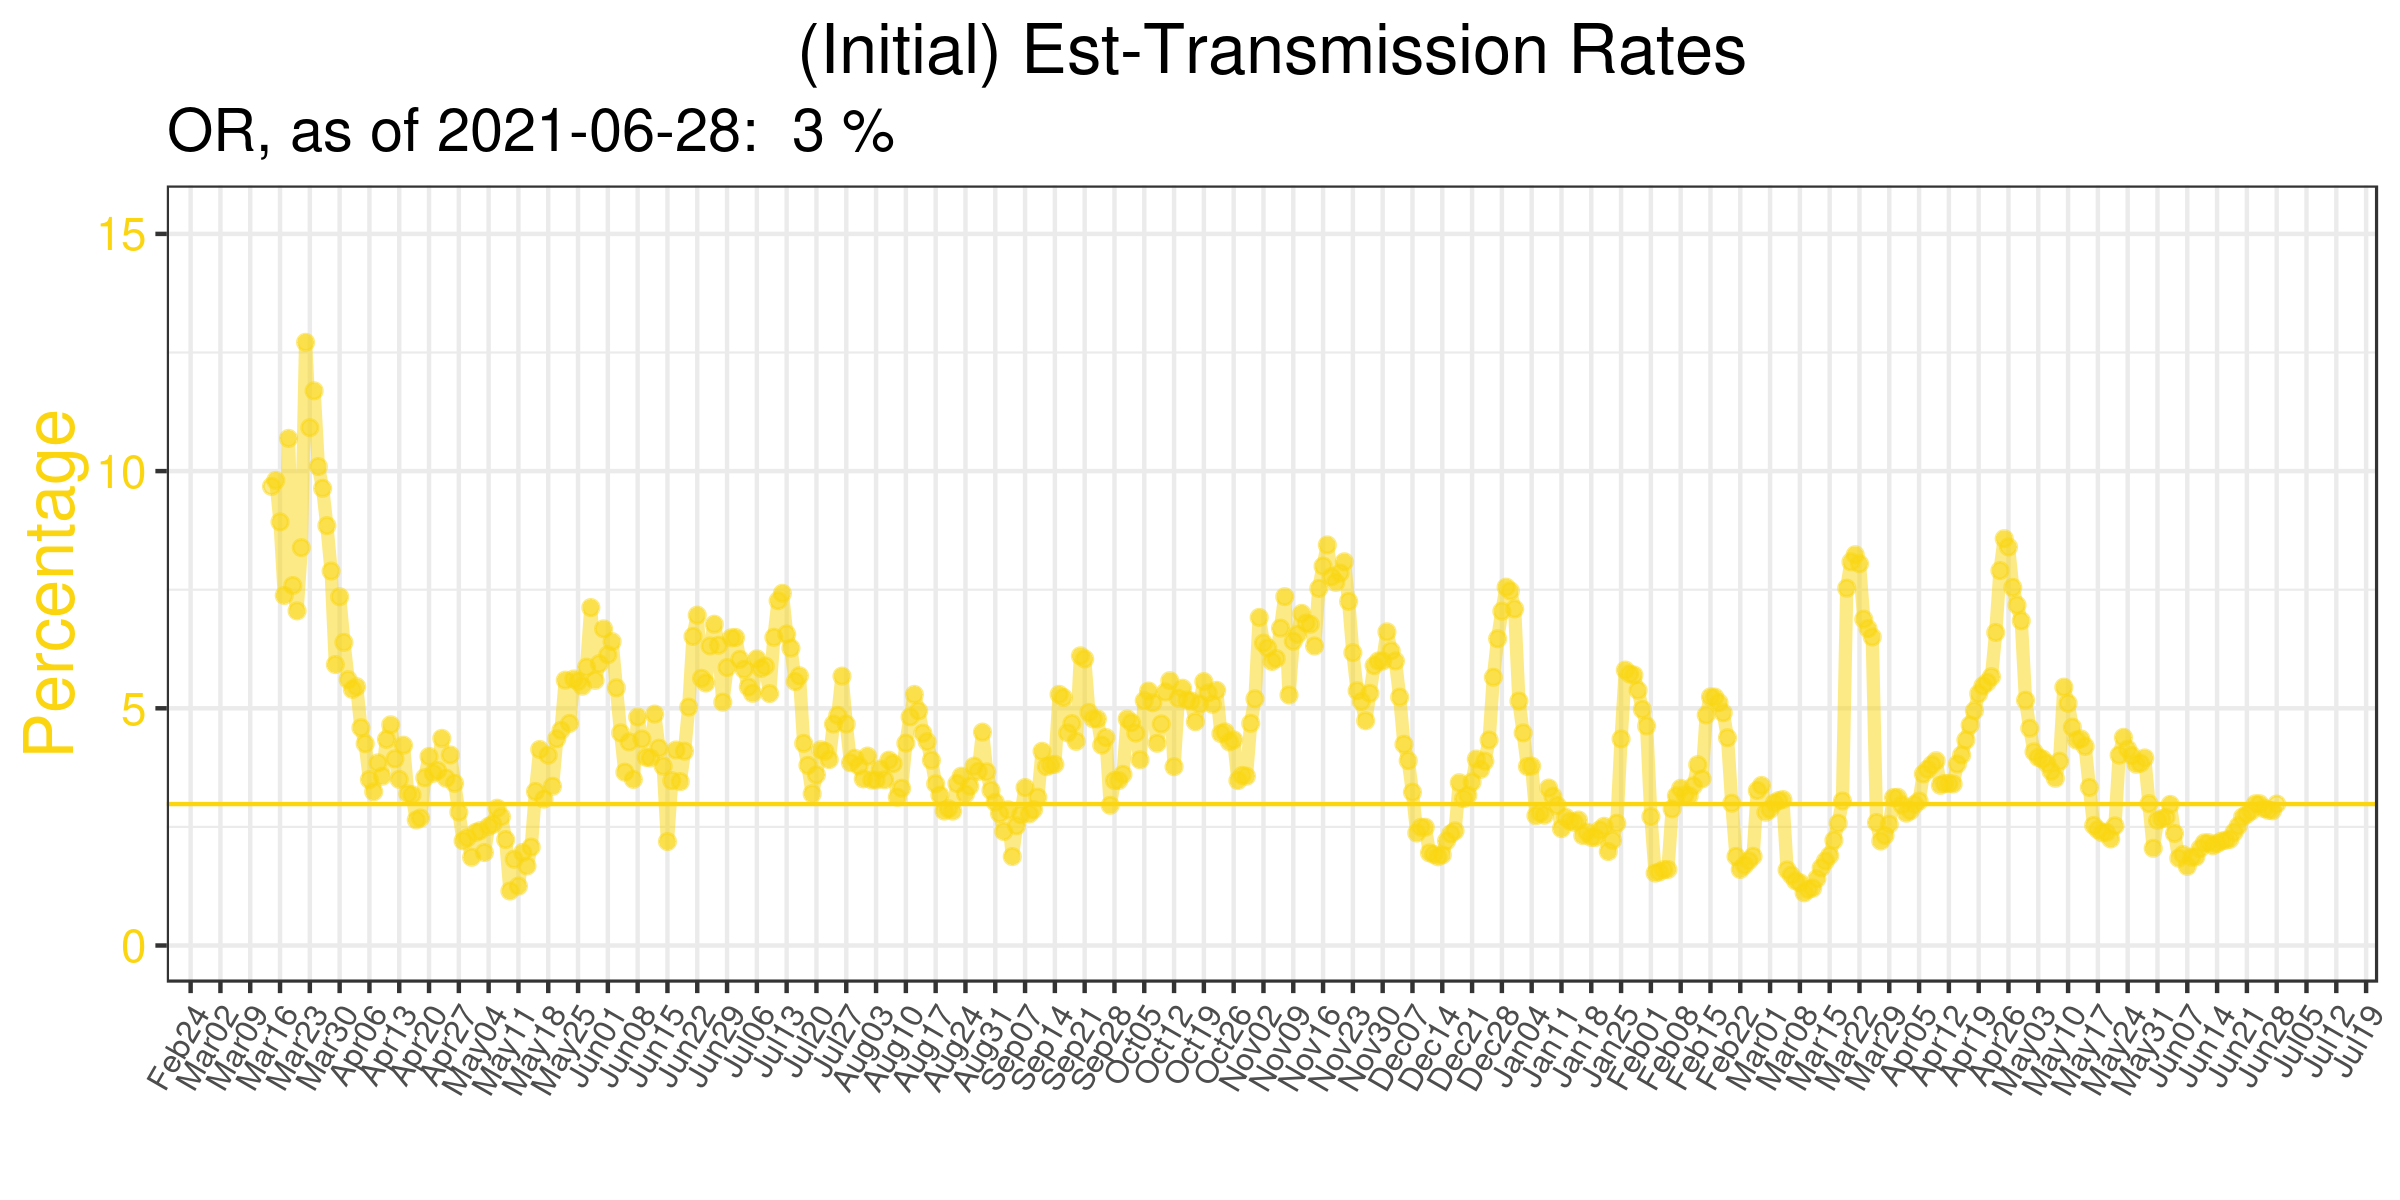 (Initial) Est-Transmission Rates
OR, as of 2021-06-28:  3 %
Percentage
15
10
5
0
Feb24
Mar02
Mar09
Mar16
Mar23
Mar30
Apr06
Apr13
Apr20
Apr27
May04
May11
May18
May25
Jun01
Jun08
Jun15
Jun22
Jun29
Jul06
Jul13
Jul20
Jul27
Aug03
Aug10
Aug17
Aug24
Aug31
Sep07
Sep14
Sep21
Sep28
Oct05
Oct12
Oct19
Oct26
Nov02
Nov09
Nov16
Nov23
Nov30
Dec07
Dec14
Dec21
Dec28
Jan04
Jan11
Jan18
Jan25
Feb01
Feb08
Feb15
Feb22
Mar01
Mar08
Mar15
Mar22
Mar29
Apr05
Apr12
Apr19
Apr26
May03
May10
May17
May24
May31
Jun07
Jun14
Jun21
Jun28
Jul05
Jul12
Jul19